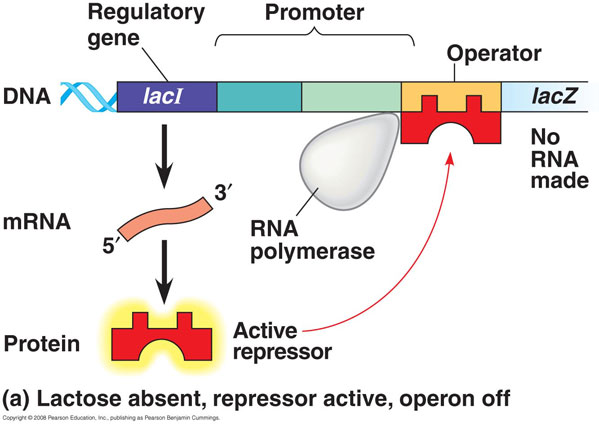 Regulatory
gene
Promoter
Operator
DNA
lacI
lacZ
No
RNA
made
mRNA
5′
3′
RNA
polymerase
Protein
Active
repressor
(a) Lactose absent, repressor active, operon off
Copyright © 2008 Pearson Education, Inc., publishing as Pearson Benjamin Cummings.